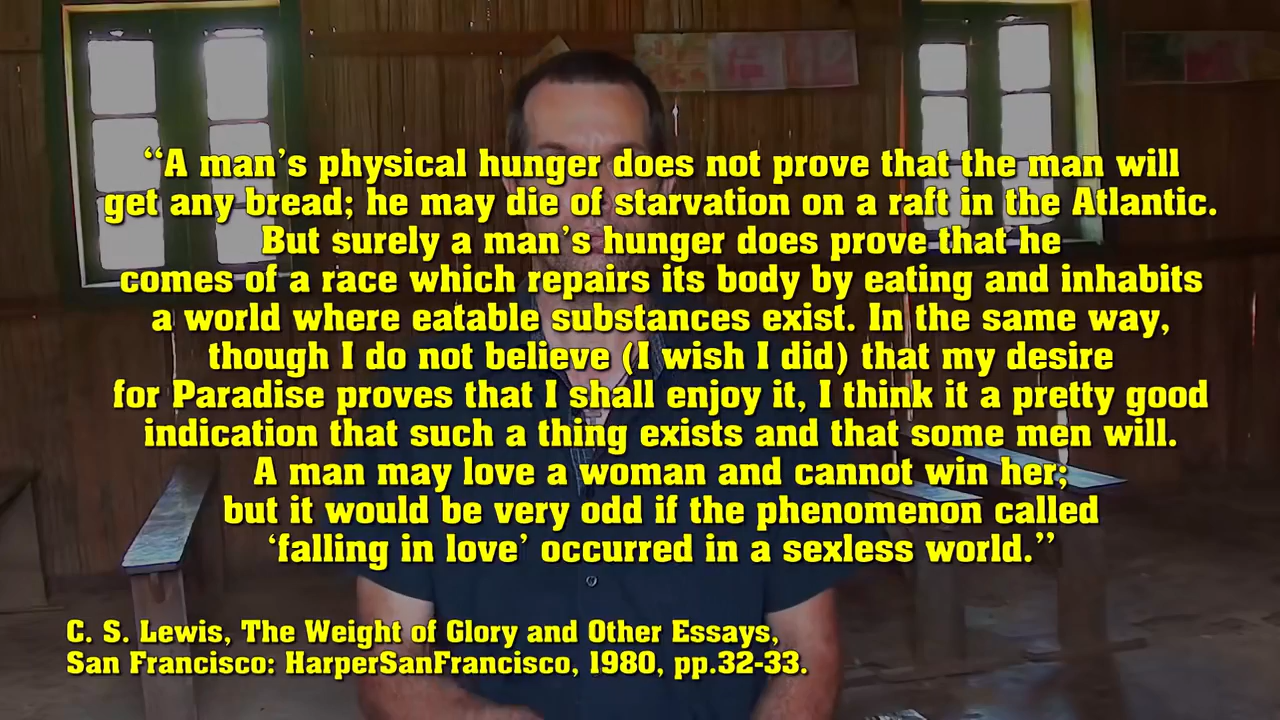 “A man’s physical hunger does not prove that the man will
get any bread; he may die of starvation on a raft in the Atlantic.
But surely a man’s hunger does prove that he
comes of a race which repairs its body by eating and inhabits
a world where eatable substances exist. In the same way,
though I do not believe (I wish I did) that my desire
for Paradise proves that I shall enjoy it, I think it a pretty good
indication that such a thing exists and that some men will.
A man may love a woman and cannot win her;
but it would be very odd if the phenomenon called
‘falling in love’ occurred in a sexless world.”
C. S. Lewis, The Weight of Glory and Other Essays,
San Francisco: HarperSanFrancisco, 1980, pp.32-33.